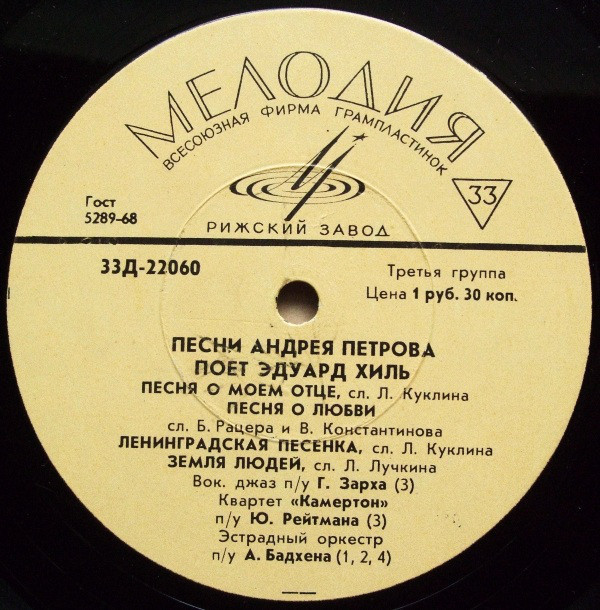 МЕЛОДИЯ
ВСЕСОЮЗНАЯ ФИРМА ГРАМПЛАСТИНОК
33
Гост
5289-68
РИЖСКИЙ ЗАВОД
33Д-22060
Третья группа
Цена 1 руб. 30 коп.
ПЕСНИ АНДРЕЯ ПЕТРОВА
ПОЕТ ЭДУАРД ХИЛЬ
ПЕСНЯ О МОЕМ ОТЦЕ, сл. Л. Куклина
ПЕСНЯ О ЛЮБВИ
сл. Б. Рацера и В. Константинова
ЛЕНИНГРАДСКАЯ ПЕСЕНКА, сл. Л. Куклина
ЗЕМЛЯ ЛЮДЕЙ, сл. Л. Лучкина
Вок. джаз п/у Г. Зарха (3)
Квартет «Камертон»
п/у Ю. Рейтмана (3)
Эстрадный оркестр
п/у А. Бадхена (1, 2, 4)